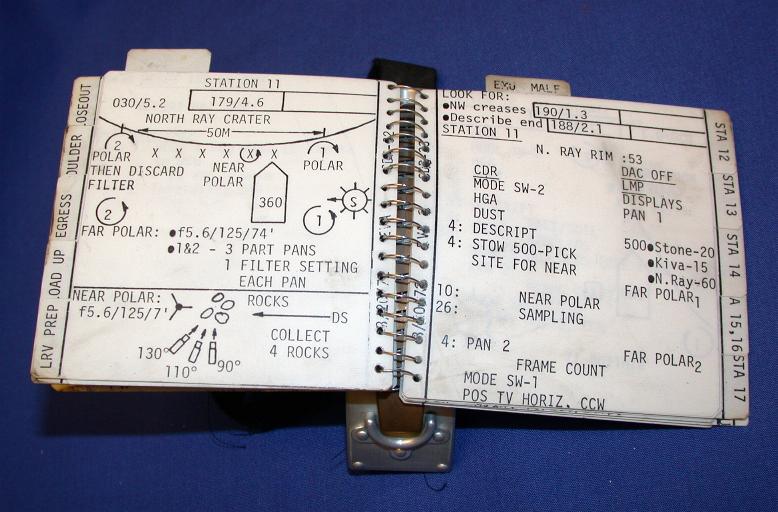 STATION 11
030/5.2
179/4.6
NORTH RAY CRATER
50M
2
POLAR
THEN DISCARD
FILTER
X X X X (X) X
NEAR
POLAR
1
POLAR
360
2
1
S
FAR POLAR: •f5.6/125/74'
•1&2 - 3 PART PANS
1 FILTER SETTING
EACH PAN
NEAR POLAR:
f5.6/125/7'
ROCKS
DS
COLLECT
4 ROCKS
130°
110°
90°
LRV PREP
LOAD UP
EGRESS
OULDER
OSEOUT
EXU MALF
LOOK FOR:
•NW creases
190/1.3
•Describe end
188/2.1
STATION 11
N. RAY RIM :53
CDR DAC OFF
MODE SW-2 LMP
HGA DISPLAYS
DUST PAN 1
4: DESCRIPT
4: STOW 500-PICK 500•Stone-20
SITE FOR NEAR •Kiva-15
•N.Ray-60
10: NEAR POLAR FAR POLAR1
26: SAMPLING
4: PAN 2 FAR POLAR2
FRAME COUNT
MODE SW-1
POS TV HORIZ, CCW
STA 12
STA 13
STA 14
A 15,16
STA 17